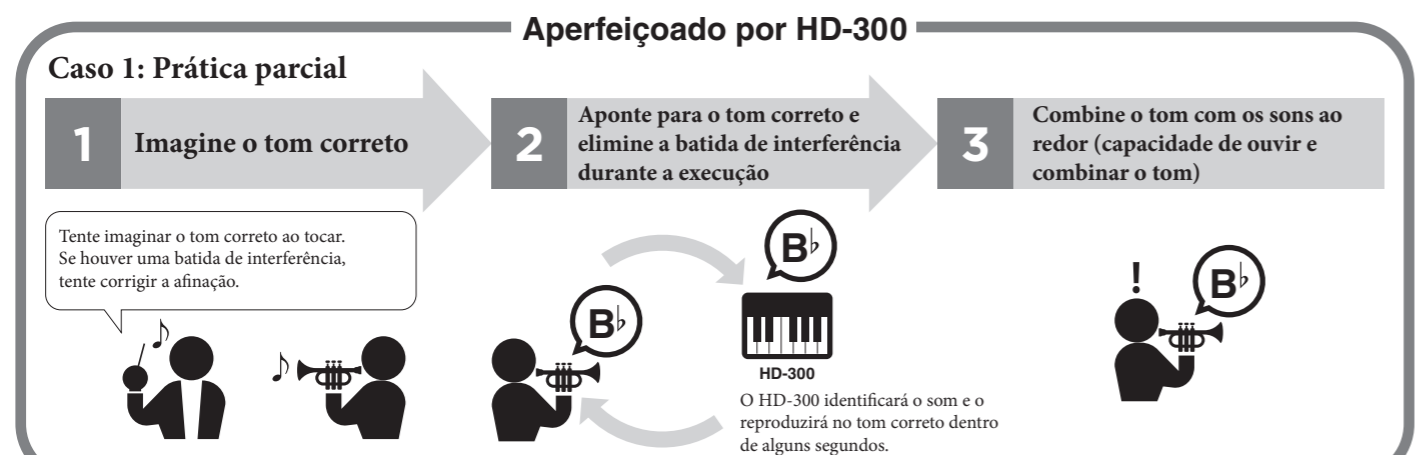 Aperfeiçoado por HD-300
Caso 1: Prática parcial
1
Imagine o tom correto
2
Aponte para o tom correto e
elimine a batida de interferência
durante a execução
3
Combine o tom com os sons ao
redor (capacidade de ouvir e
combinar o tom)
Tente imaginar o tom correto ao tocar.
Se houver uma batida de interferência,
tente corrigir a afinação.
B♭
B♭
HD-300
O HD-300 identificará o som e o
reproduzirá no tom correto dentro
de alguns segundos.
!
B♭